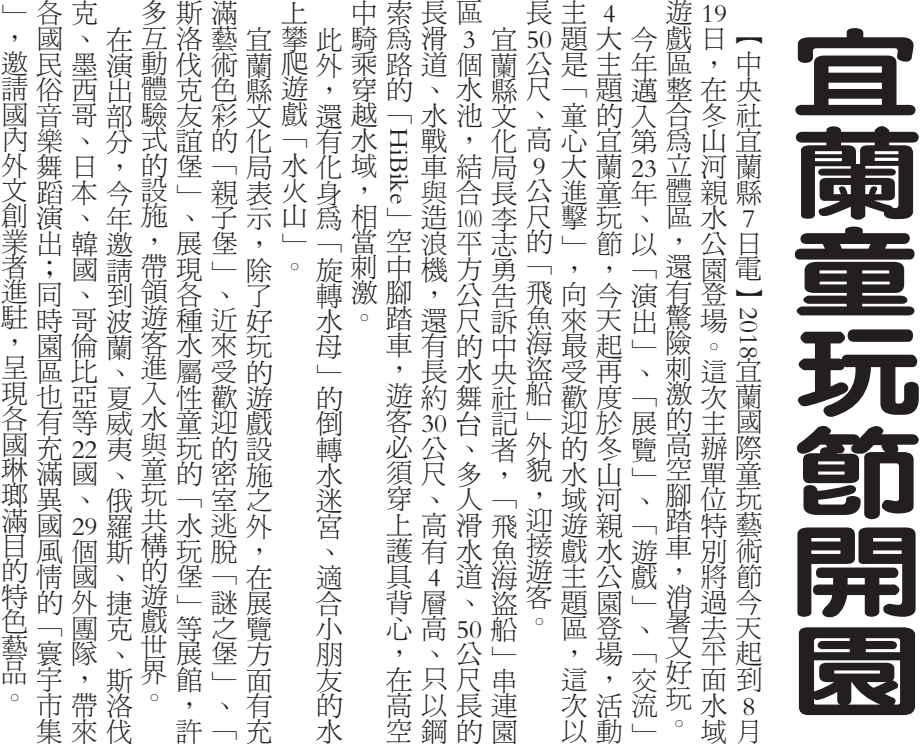 宜蘭童玩節開園
【中央社宜蘭縣7日電】2018宜蘭國際童玩藝術節今天起到8月
19日，在冬山河親水公園登場。這次主辦單位特別將過去平面水域
遊戲區整合為立體區，還有驚險刺激的高空腳踏車，消暑又好玩。
今年邁入第23年、以「演出」、「展覽」、「遊戲」、「交流」
4大主題的宜蘭童玩節，今天起再度於冬山河親水公園登場，活動
主題是「童心大進擊」，向來最受歡迎的水域遊戲主題區，這次以
長50公尺、高9公尺的「飛魚海盜船」外貌，迎接遊客。
宜蘭縣文化局長李志勇告訴中央社記者，「飛魚海盜船」串連園
區3個水池，結合100平方公尺的水舞台、多人滑水道、50公尺長的
長滑道、水戰車與造浪機，還有長約30公尺、高有4層高、只以鋼
索為路的「HiBike」空中腳踏車，遊客必須穿上護具背心，在高空
中騎乘穿越水域，相當刺激。
此外，還有化身為「旋轉水母」的倒轉水迷宮、適合小朋友的水
上攀爬遊戲「水火山」。
宜蘭縣文化局表示，除了好玩的遊戲設施之外，在展覽方面有充
滿藝術色彩的「親子堡」、近來受歡迎的密室逃脫「謎之堡」、「
斯洛伐克友誼堡」、展現各種水屬性童玩的「水玩堡」等展館，許
多互動體驗式的設施，帶領遊客進入水與童玩共構的遊戲世界。
在演出部分，今年邀請到波蘭、夏威夷、俄羅斯、捷克、斯洛伐
克、墨西哥、日本、韓國、哥倫比亞等22國、29個國外團隊，帶來
各國民俗音樂舞蹈演出；同時園區也有充滿異國風情的「寰宇市集
」，邀請國內外文創業者進駐，呈現各國琳瑯滿目的特色藝品。